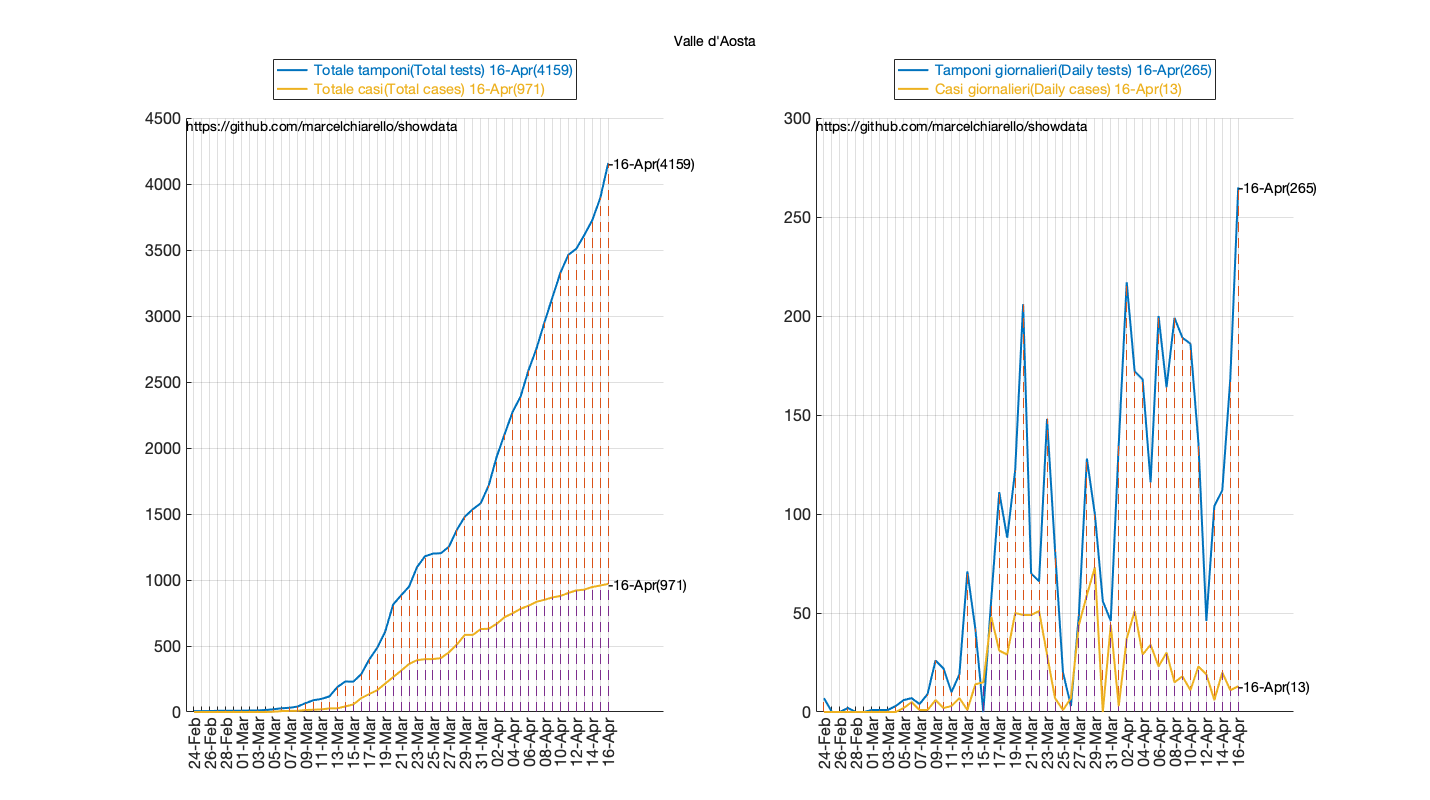 Valle d'Aosta
Totale tamponi(Total tests) 16-Apr(4159)
Totale casi(Total cases) 16-Apr(971)
https://github.com/marcelchiarello/showdata
4500
4000
3500
3000
2500
2000
1500
1000
500
0
16-Apr(4159)
16-Apr(971)
24-Feb
26-Feb
28-Feb
01-Mar
03-Mar
05-Mar
07-Mar
09-Mar
11-Mar
13-Mar
15-Mar
17-Mar
19-Mar
21-Mar
23-Mar
25-Mar
27-Mar
29-Mar
31-Mar
02-Apr
04-Apr
06-Apr
08-Apr
10-Apr
12-Apr
14-Apr
16-Apr
Tamponi giornalieri(Daily tests) 16-Apr(265)
Casi giornalieri(Daily cases) 16-Apr(13)
https://github.com/marcelchiarello/showdata
300
250
200
150
100
50
0
16-Apr(265)
16-Apr(13)
24-Feb
26-Feb
28-Feb
01-Mar
03-Mar
05-Mar
07-Mar
09-Mar
11-Mar
13-Mar
15-Mar
17-Mar
19-Mar
21-Mar
23-Mar
25-Mar
27-Mar
29-Mar
31-Mar
02-Apr
04-Apr
06-Apr
08-Apr
10-Apr
12-Apr
14-Apr
16-Apr